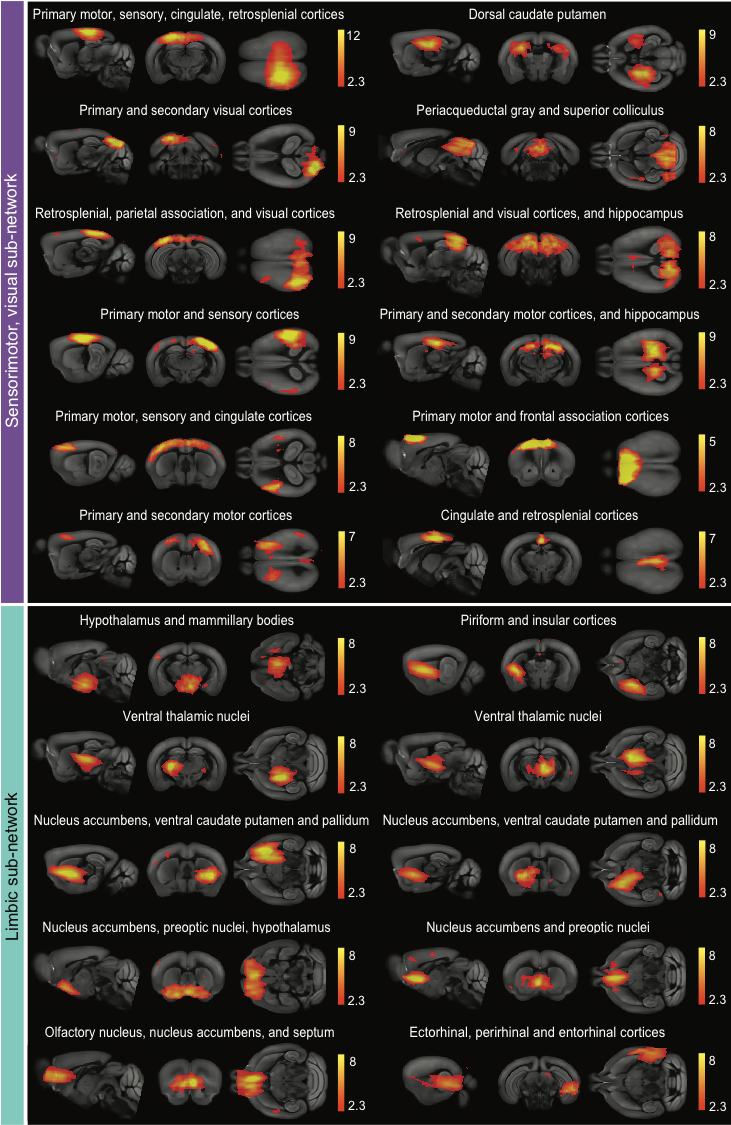 Sensorimotor, visual sub-network
Primary motor, sensory, cingulate, retrosplenial cortices
12
2.3
Dorsal caudate putamen
9
2.3
Primary and secondary visual cortices
9
2.3
Periacqueductal gray and superior colliculus
8
2.3
Retrosplenial, parietal association, and visual cortices
9
2.3
Retrosplenial and visual cortices, and hippocampus
8
2.3
Primary motor and sensory cortices
9
2.3
Primary and secondary motor cortices, and hippocampus
9
2.3
Primary motor, sensory and cingulate cortices
8
2.3
Primary motor and frontal association cortices
5
2.3
Primary and secondary motor cortices
7
2.3
Cingulate and retrosplenial cortices
7
2.3
Limbic sub-network
Hypothalamus and mammillary bodies
8
2.3
Piriform and insular cortices
8
2.3
Ventral thalamic nuclei
8
2.3
Ventral thalamic nuclei
8
2.3
Nucleus accumbens, ventral caudate putamen and pallidum
8
2.3
Nucleus accumbens, ventral caudate putamen and pallidum
8
2.3
Nucleus accumbens, preoptic nuclei, hypothalamus
8
2.3
Nucleus accumbens and preoptic nuclei
8
2.3
Olfactory nucleus, nucleus accumbens, and septum
8
2.3
Ectorhinal, perirhinal and entorhinal cortices
8
2.3